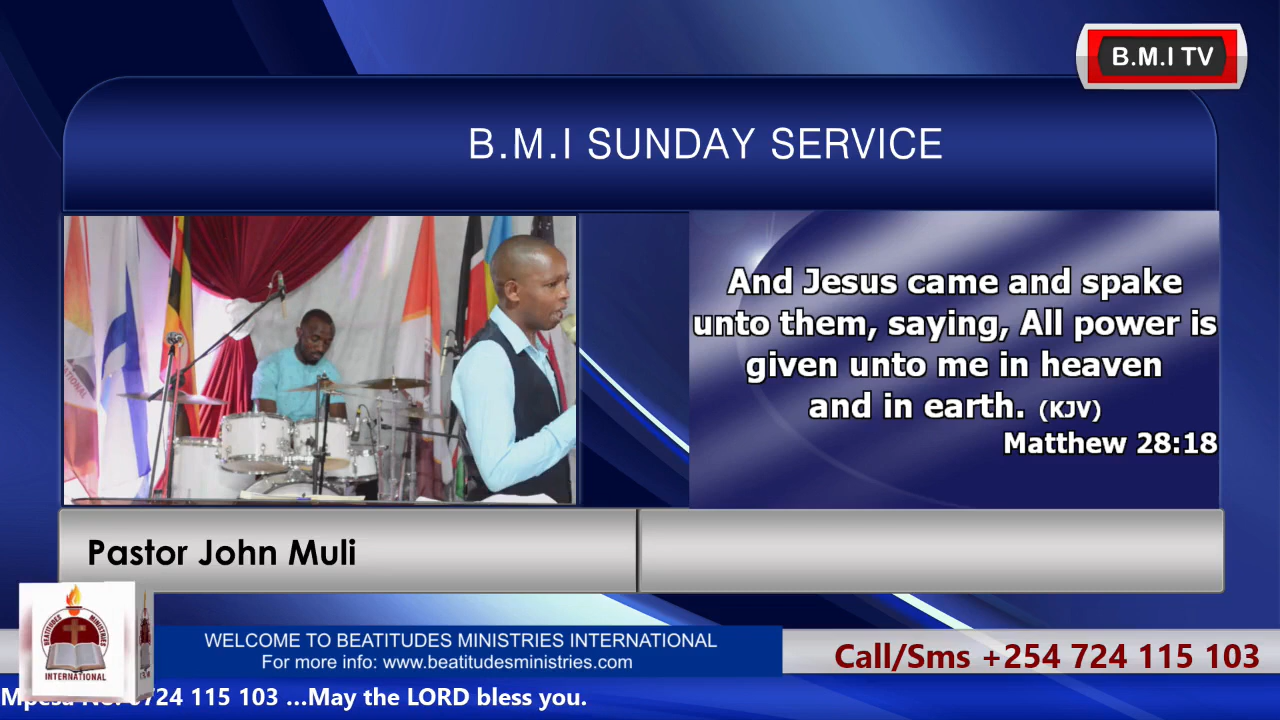 B.M.I TV
B.M.I SUNDAY SERVICE
And Jesus came and spake
unto them, saying, All power is
given unto me in heaven
and in earth. (KJV)
Matthew 28:18
Pastor John Muli
BEATITUDES MINISTRIES
INTERNATIONAL
WELCOME TO BEATITUDES MINISTRIES INTERNATIONAL
For more info: www.beatitudesministries.com
Call/Sms +254 724 115 103
724 115 103 ...May the LORD bless you.